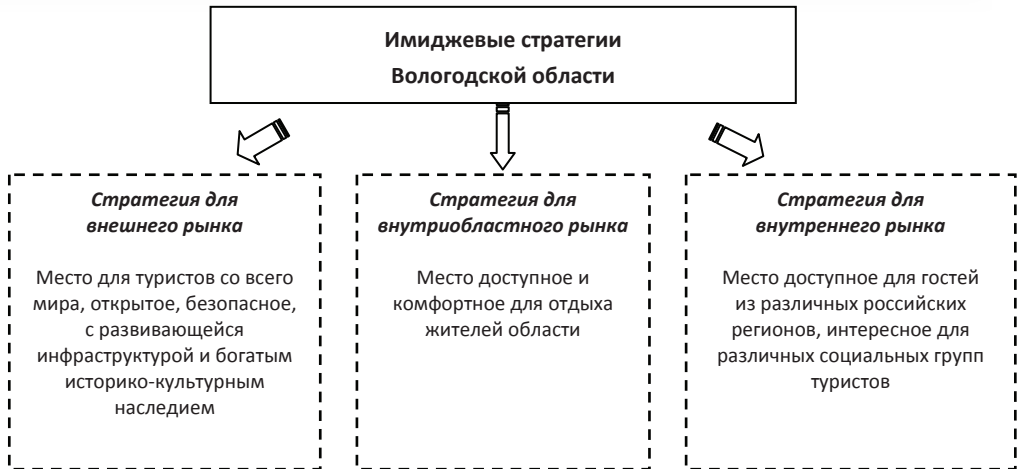 Имиджевые стратегии
Вологодской области
Стратегия для
внешнего рынка
Место для туристов со всего
мира, открытое, безопасное,
с развивающейся
инфраструктурой и богатым
историко-культурным
наследием
Стратегия для
внутриобластного рынка
Место доступное и
комфортное для отдыха
жителей области
Стратегия для
внутреннего рынка
Место доступное для гостей
из различных российских
регионов, интересное для
различных социальных групп
туристов